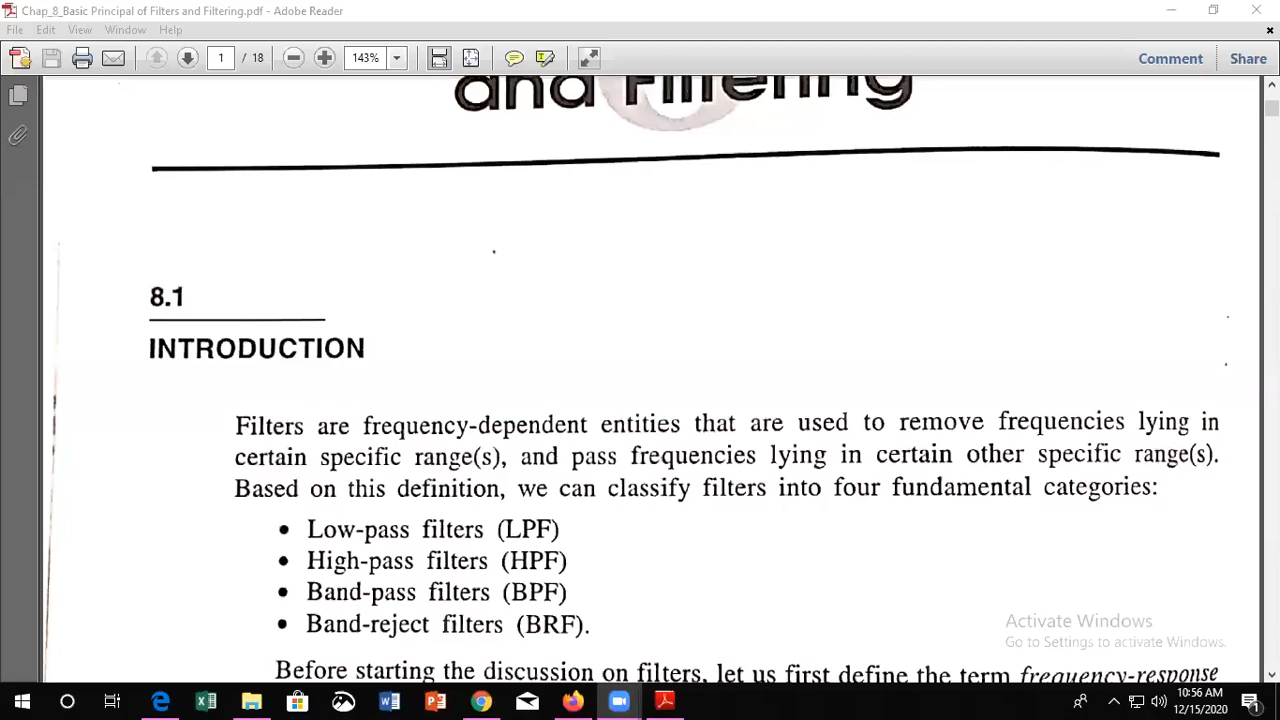 Chap_8_Basic Principal of Filters and Filtering.pdf - Adobe Reader
File Edit View Window Help
1 / 18 143% Comment Share
and Filtering
8.1
INTRODUCTION
Filters are frequency-dependent entities that are used to remove frequencies lying in
certain specific range(s), and pass frequencies lying in certain other specific range(s).
Based on this definition, we can classify filters into four fundamental categories:
• Low-pass filters (LPF)
• High-pass filters (HPF)
• Band-pass filters (BPF)
• Band-reject filters (BRF).
Before starting the discussion on filters, let us first define the term frequency-response
Activate Windows
Go to Settings to activate Windows.
10:56 AM
12/15/2020